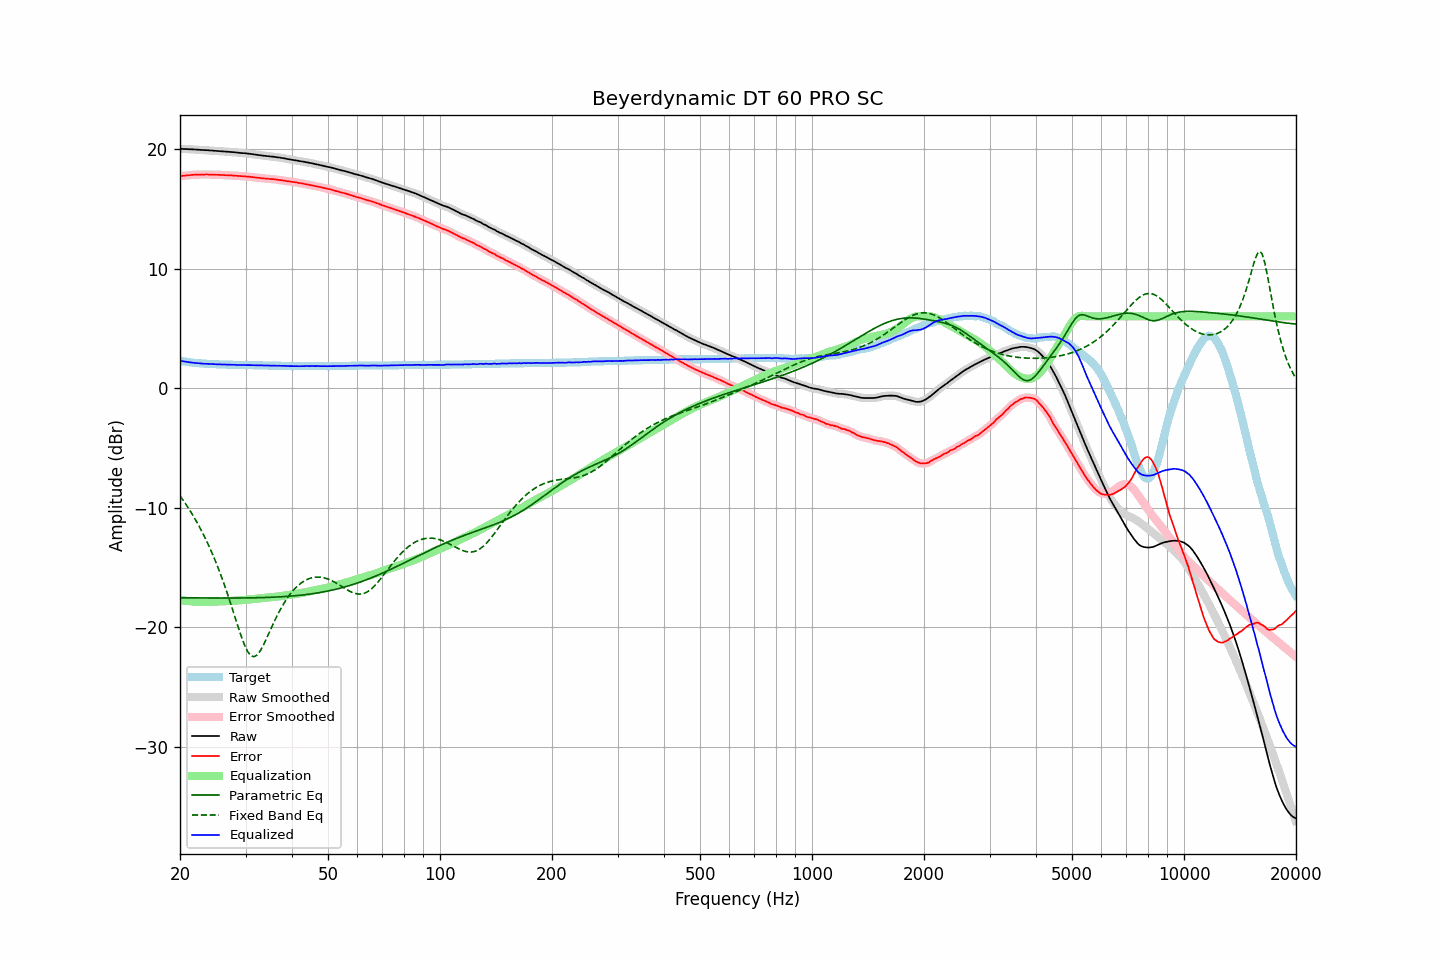 Beyerdynamic DT 60 PRO SC
Amplitude (dBr)
20
10
0
−10
−20
−30
Target
Raw Smoothed
Error Smoothed
Raw
Error
Equalization
Parametric Eq
Fixed Band Eq
Equalized
20 50 100 200 500 1000 2000 5000 10000 20000
Frequency (Hz)